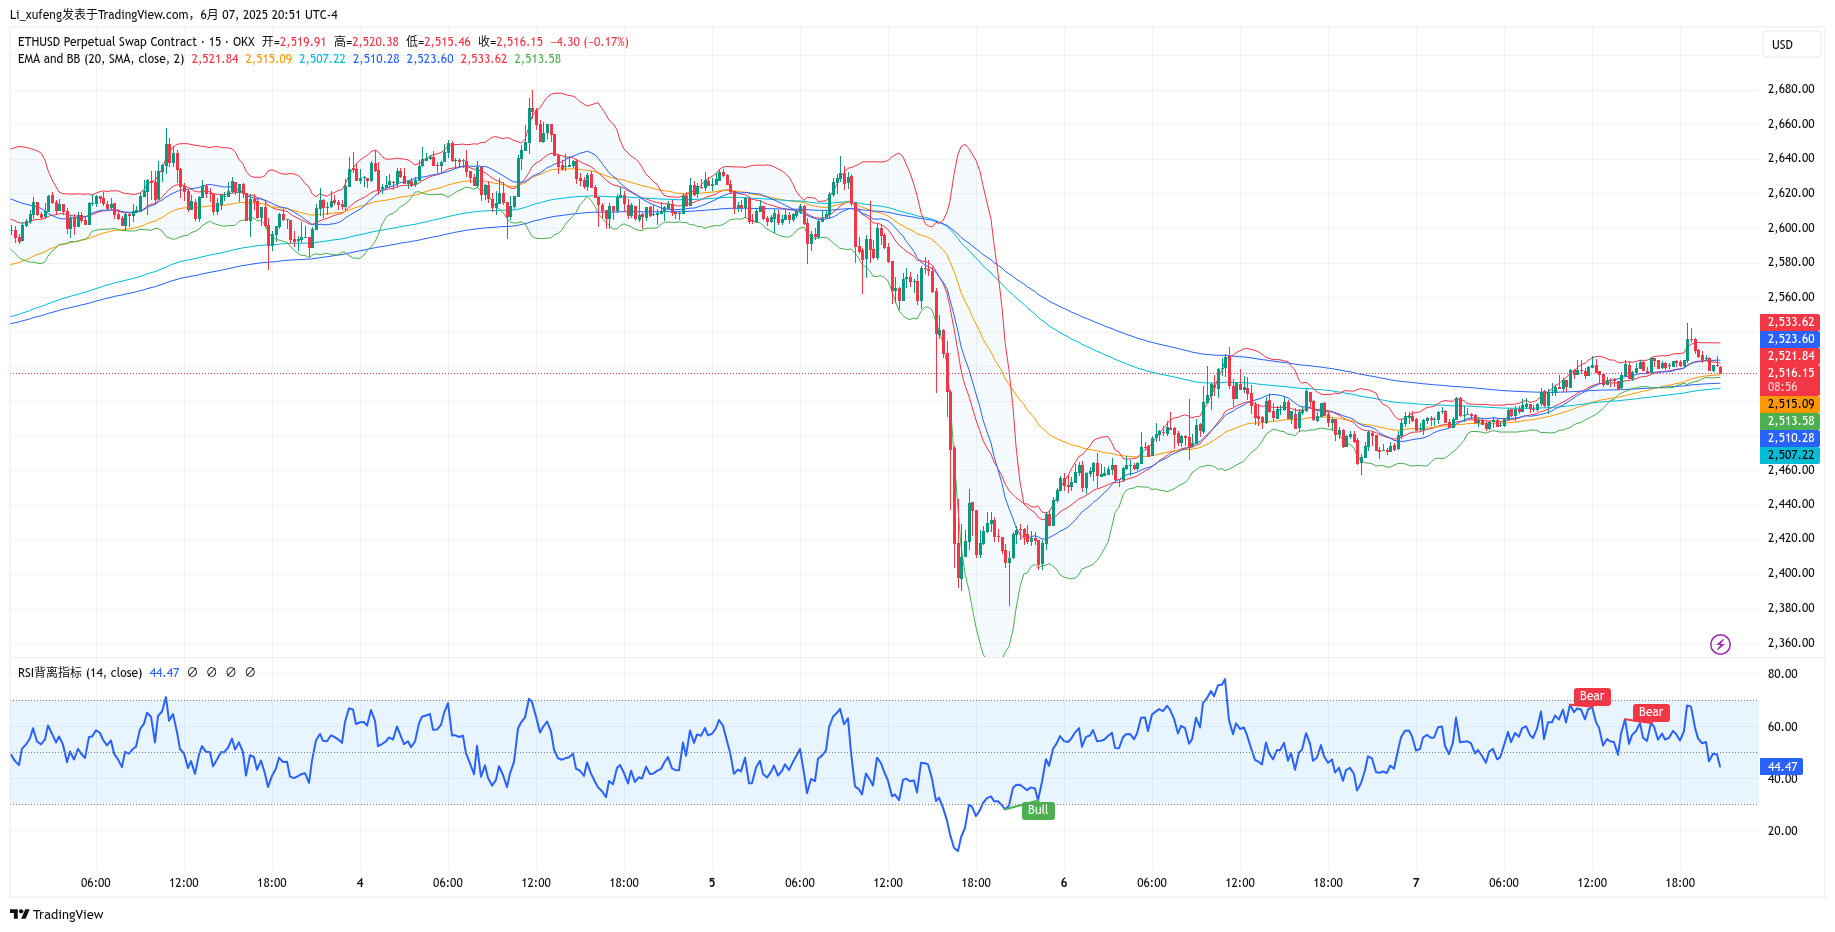 Li_xufeng发表于TradingView.com, 6月 07, 2025 20:51 UTC-4
ETHUSD Perpetual Swap Contract · 15 · OKX 开=2,519.91 高=2,520.38 低=2,515.46 收=2,516.15 −4.30 (−0.17%)
EMA and BB (20, SMA, close, 2) 2,521.84 2,515.09 2,507.22 2,510.28 2,523.60 2,533.62 2,513.58
USD
2,680.00
2,660.00
2,640.00
2,620.00
2,600.00
2,580.00
2,560.00
2,533.62
2,523.60
2,521.84
2,516.15
08:56
2,515.09
2,513.58
2,510.28
2,507.22
2,460.00
2,440.00
2,420.00
2,400.00
2,380.00
2,360.00
RSI背离指标 (14, close) 44.47 ∅ ∅ ∅ ∅
80.00
Bear
Bear
60.00
44.47
40.00
Bull
20.00
06:00 12:00 18:00 4 06:00 12:00 18:00 5 06:00 12:00 18:00 6 06:00 12:00 18:00 7 06:00 12:00 18:00
TradingView